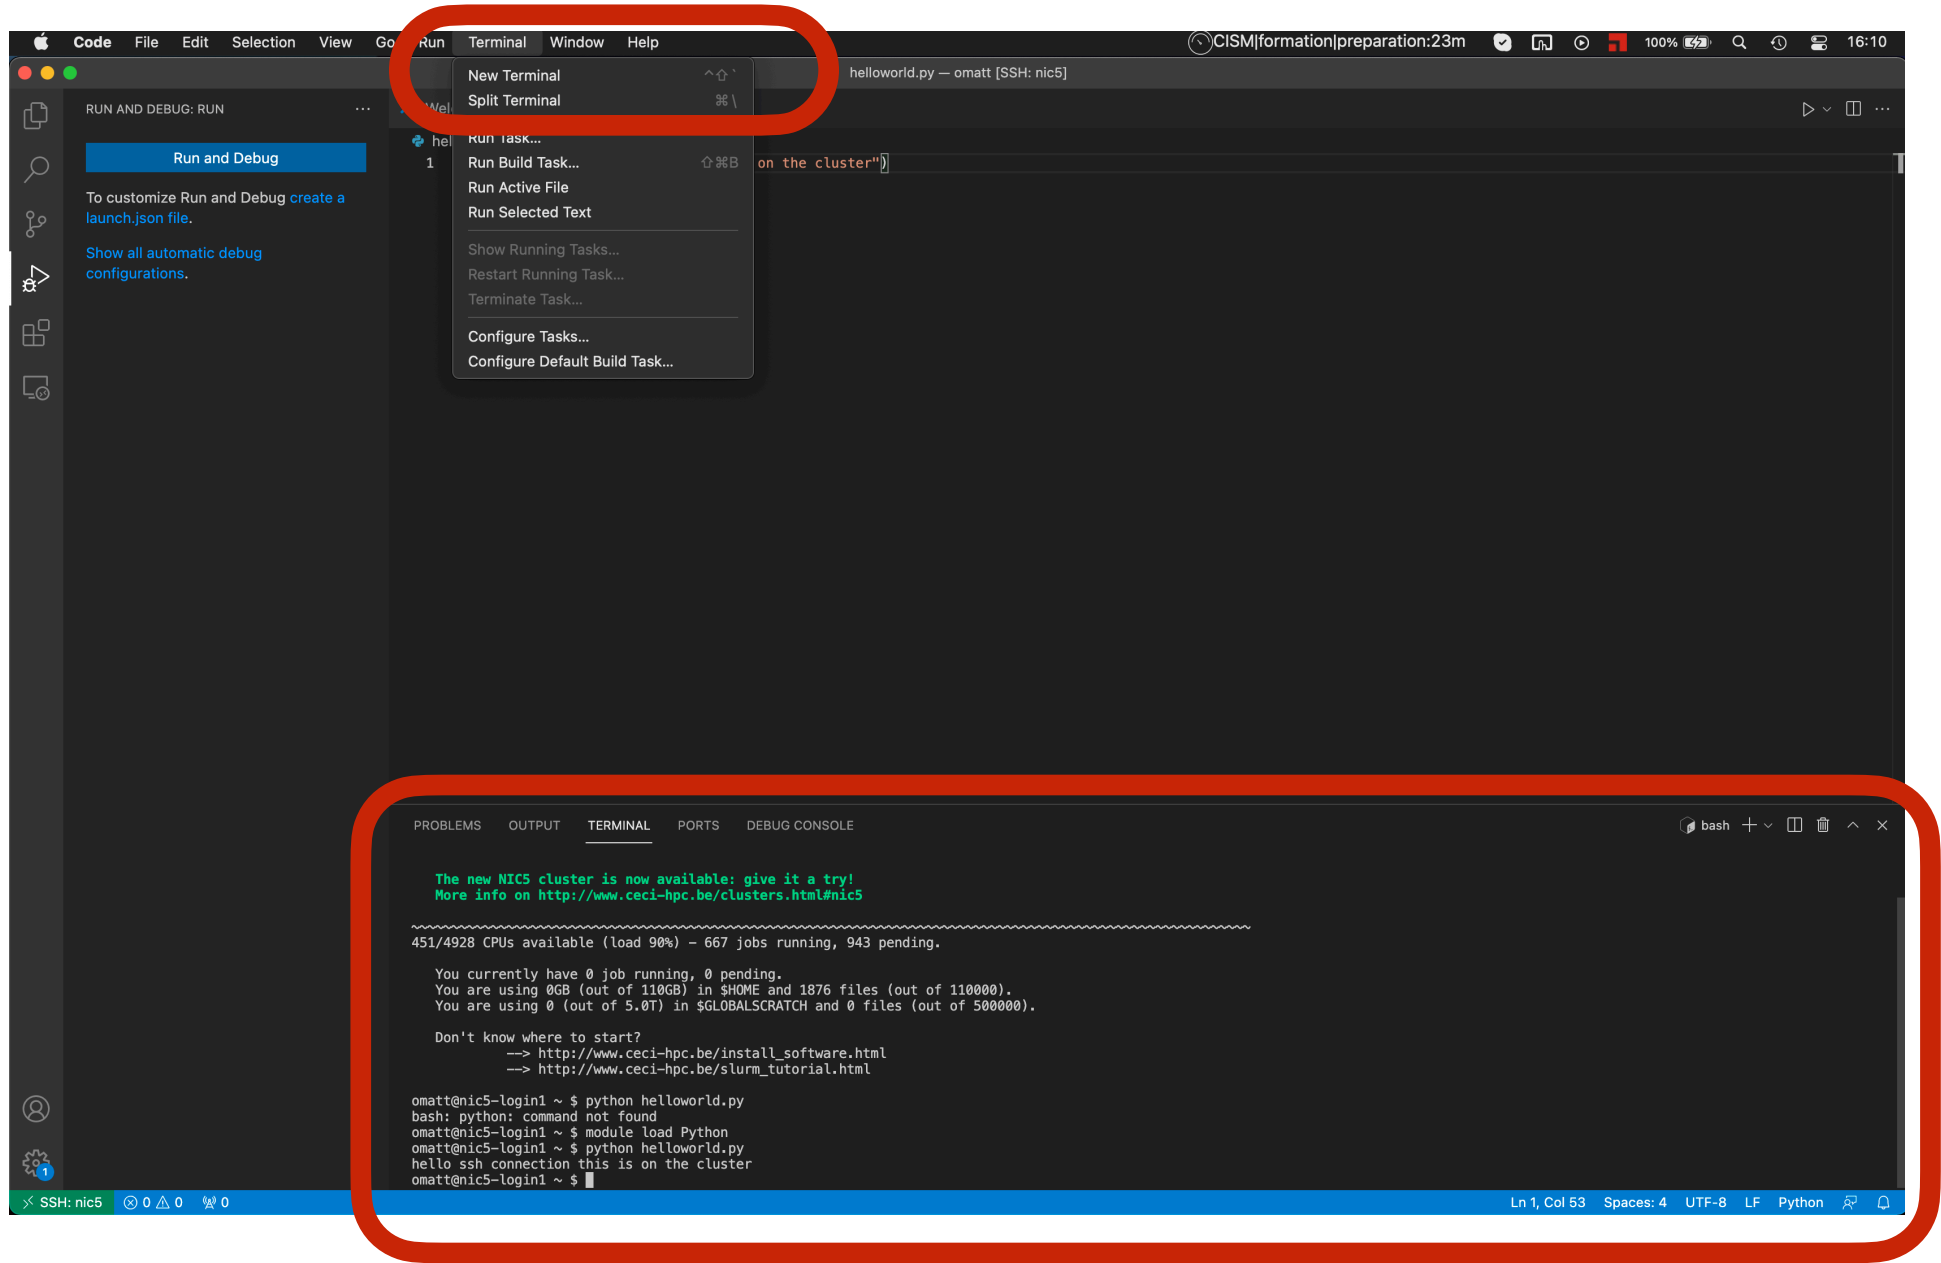 Code File Edit Selection View Go Run Terminal Window Help CISM|formation|preparation:23m 100% 16:10
helloworld.py — omatt [SSH: nic5]
RUN AND DEBUG: RUN ...
Run and Debug
To customize Run and Debug create a
launch.json file.
Show all automatic debug
configurations.
New Terminal ^⇧`
Split Terminal ⌘\
Run Task...
Run Build Task... ⇧⌘B
Run Active File
Run Selected Text
Show Running Tasks...
Restart Running Task...
Terminate Task...
Configure Tasks...
Configure Default Build Task...
Wel
hel
1 on the cluster")
PROBLEMS OUTPUT TERMINAL PORTS DEBUG CONSOLE bash
The new NIC5 cluster is now available: give it a try!
More info on http://www.ceci-hpc.be/clusters.html#nic5
451/4928 CPUs available (load 90%) - 667 jobs running, 943 pending.
You currently have 0 job running, 0 pending.
You are using 0GB (out of 110GB) in $HOME and 1876 files (out of 110000).
You are using 0 (out of 5.0T) in $GLOBALSCRATCH and 0 files (out of 500000).
Don't know where to start?
--> http://www.ceci-hpc.be/install_software.html
--> http://www.ceci-hpc.be/slurm_tutorial.html
omatt@nic5-login1 ~ $ python helloworld.py
bash: python: command not found
omatt@nic5-login1 ~ $ module load Python
omatt@nic5-login1 ~ $ python helloworld.py
hello ssh connection this is on the cluster
omatt@nic5-login1 ~ $
1
SSH: nic5 0 0 0 Ln 1, Col 53 Spaces: 4 UTF-8 LF Python